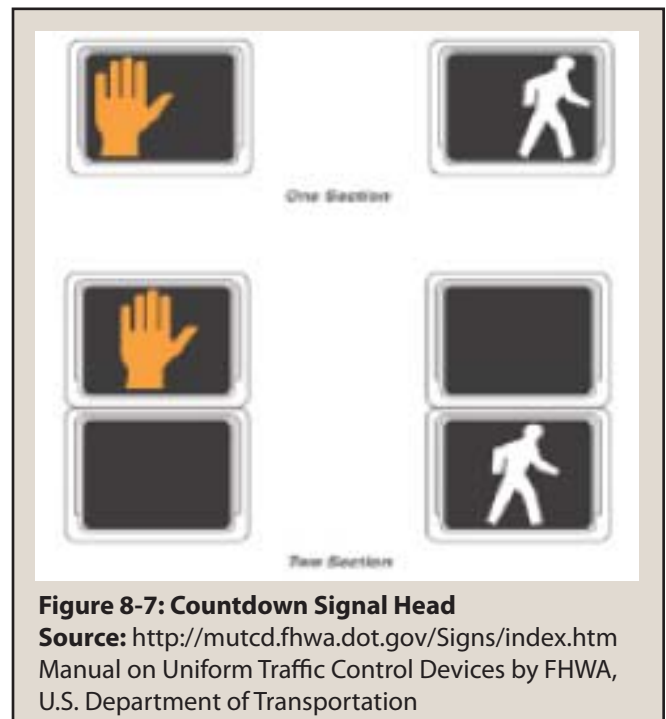 One Section
Two Section
Figure 8-7: Countdown Signal Head
Source: http://mutcd.fhwa.dot.gov/Signs/index.htm
Manual on Uniform Traffic Control Devices by FHWA,
U.S. Department of Transportation